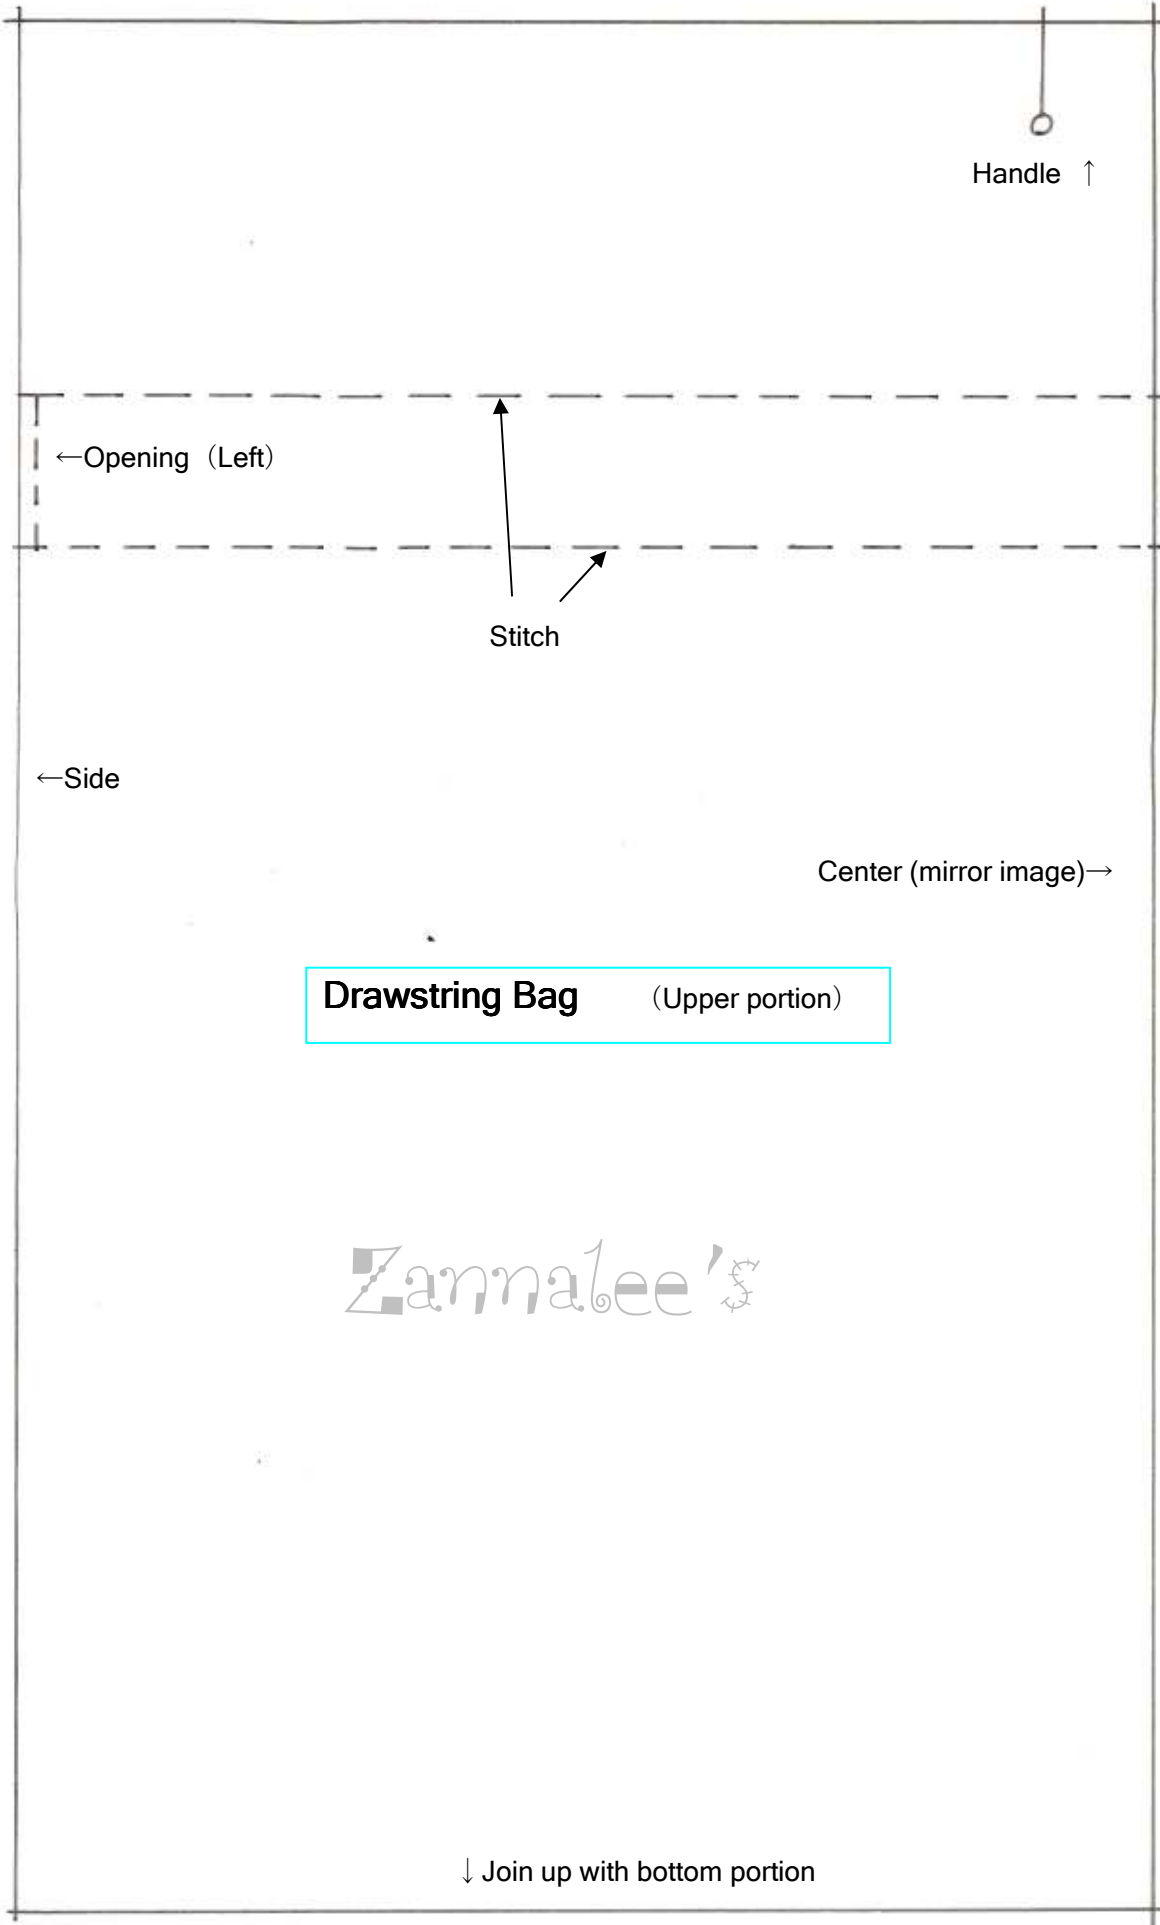 Handle ↑
←Opening（Left）
Stitch
←Side
Center (mirror image)→
Drawstring Bag （Upper portion）
Zannalee's
↓Join up with bottom portion